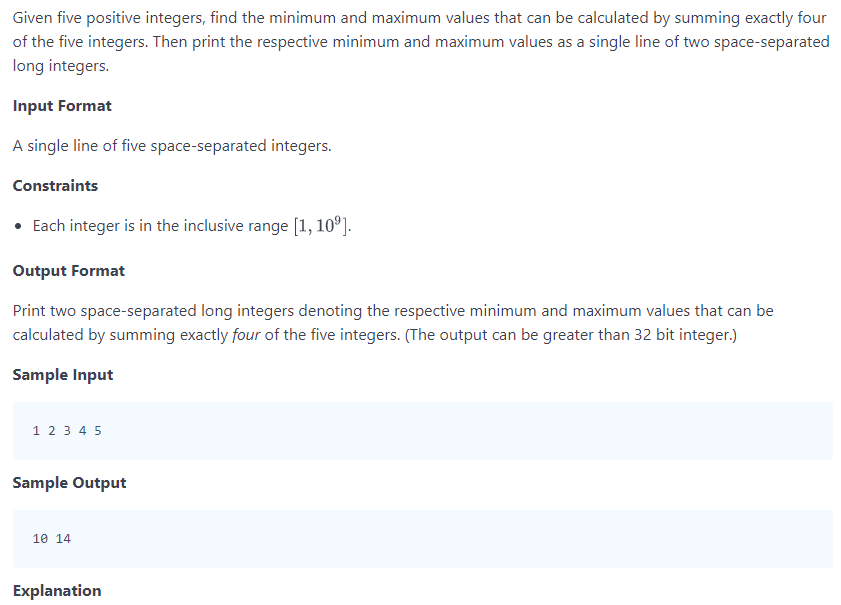 Given five positive integers, find the minimum and maximum values that can be calculated by summing exactly four
of the five integers. Then print the respective minimum and maximum values as a single line of two space-separated
long integers.
Input Format
A single line of five space-separated integers.
Constraints
• Each integer is in the inclusive range [1, 10⁹].
Output Format
Print two space-separated long integers denoting the respective minimum and maximum values that can be
calculated by summing exactly four of the five integers. (The output can be greater than 32 bit integer.)
Sample Input
1 2 3 4 5
Sample Output
10 14
Explanation